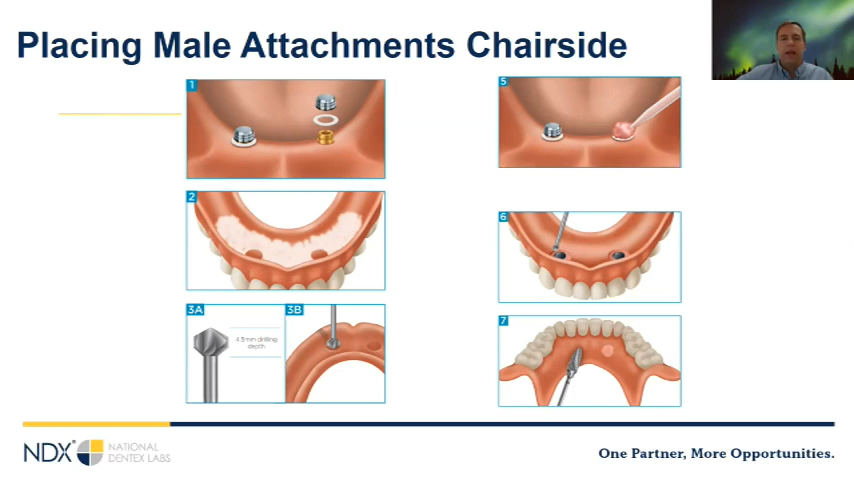 Placing Male Attachments Chairside
1
2
3A
4.5mm drilling
depth
3B
5
6
7
NDX®
NATIONAL
DENTEX LABS
One Partner, More Opportunities.